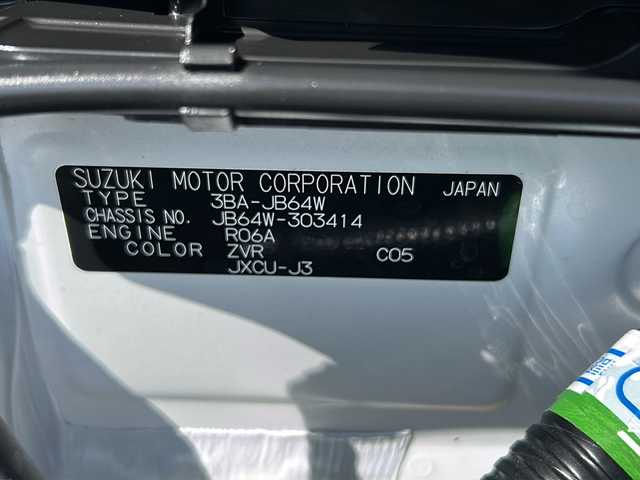 SUZUKI MOTOR CORPORATION JAPAN
TYPE 3BA-JB64W
CHASSIS NO. JB64W-303414
ENGINE R06A
COLOR ZVR C05
JXCU-J3